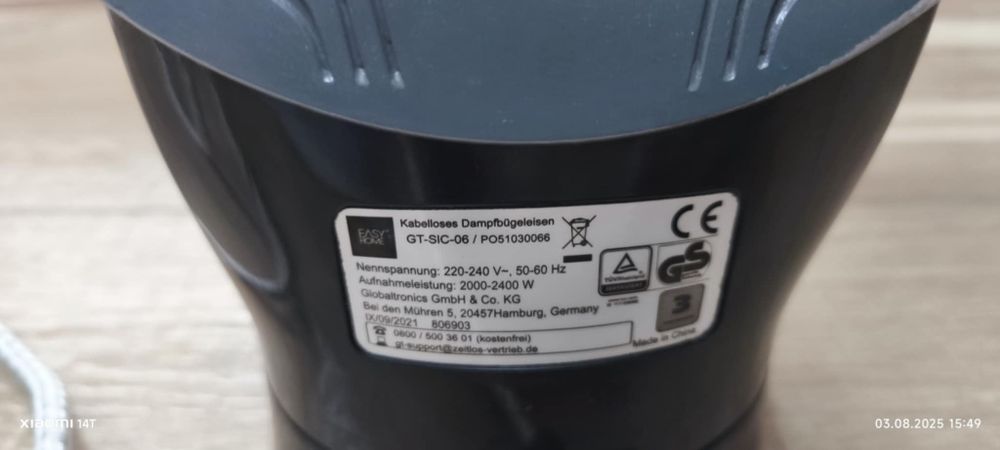 EASY HOME
Kabelloses Dampfbügeleisen
GT-SIC-06 / PO51030066
CE
Nennspannung: 220-240 V~, 50-60 Hz
Aufnahmeleistung: 2000-2400 W
Globaltronics GmbH & Co. KG
Bei den Mühren 5, 20457Hamburg, Germany
IX/09/2021 806903
0800 / 500 36 01 (kostenfrei)
gt-support@zeitlos-vertrieb.de
TÜVRheinland
GS
3
Made in China
XIAOMI 14T
03.08.2025 15:49